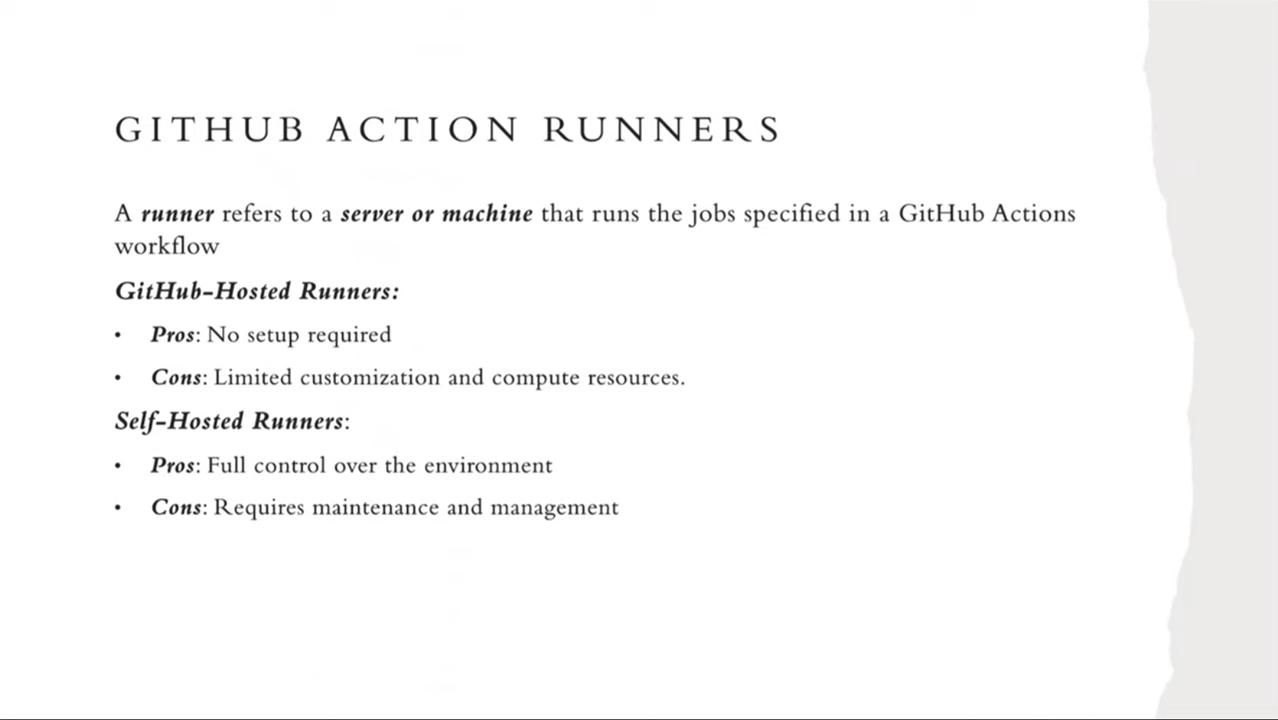 GITHUB ACTION RUNNERS
A runner refers to a server or machine that runs the jobs specified in a GitHub Actions
workflow
GitHub-Hosted Runners:
• Pros: No setup required
• Cons: Limited customization and compute resources.
Self-Hosted Runners:
• Pros: Full control over the environment
• Cons: Requires maintenance and management